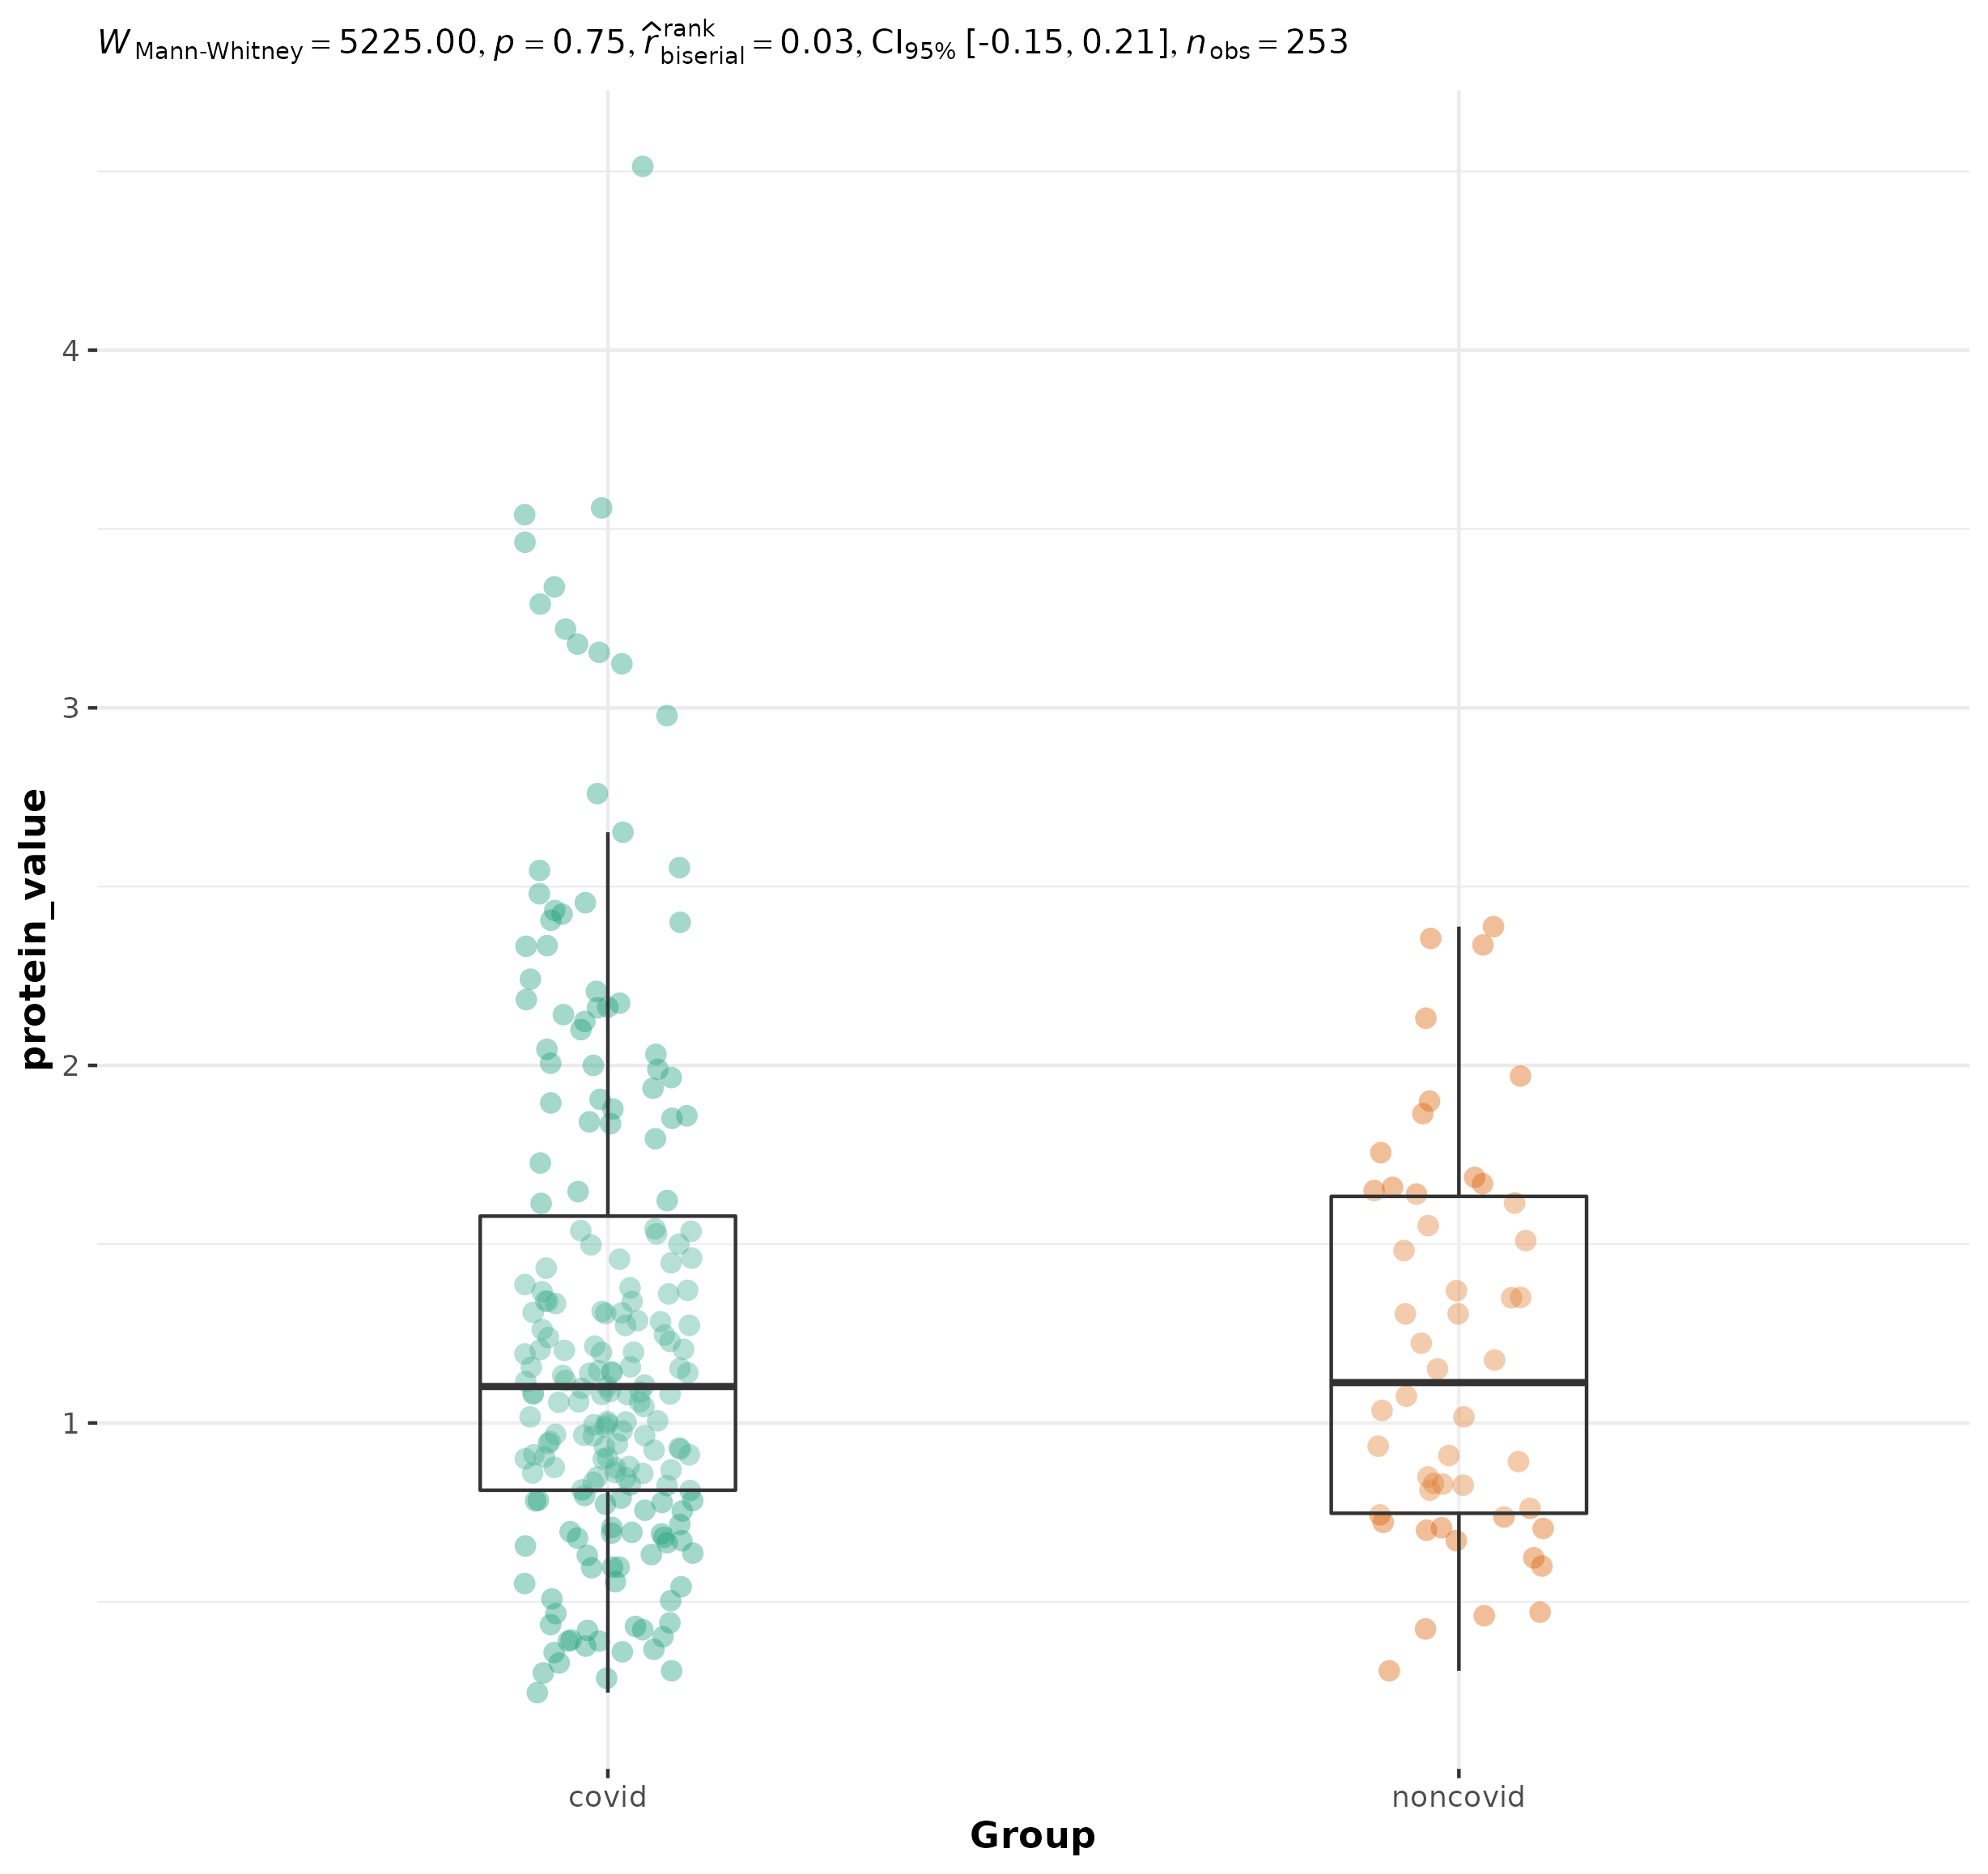 W Mann-Whitney = 5225.00, p = 0.75, r̂ rank biserial = 0.03, CI95% [-0.15, 0.21], nobs = 253
4
3
2
1
protein_value
covid noncovid
Group